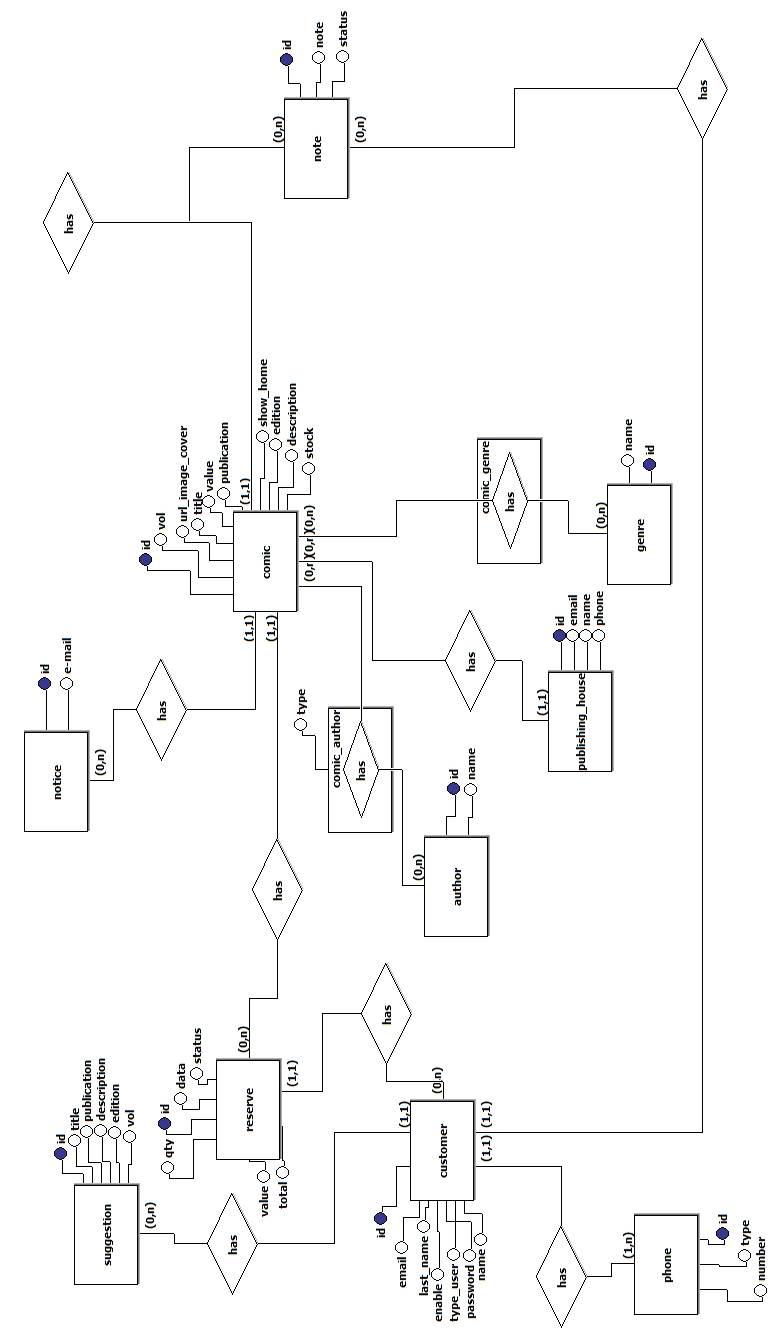 suggestion
id
title
publication
description
edition
vol
(0,n)
has
notice
id
e-mail
(0,n)
has
(1,1)
has
reserve
qty
id
data
status
value
total
(0,n)
(1,1)
has
(1,1)
has
(0,n)
customer
id
email
last_name
enable
type_user
password
name
(1,1)
(1,1)
(1,1)
has
phone
(1,n)
id
type
number
comic
id
vol
url_image_cover
title
value
publication
show_home
edition
description
stock
(1,1)
(0,n)
(0,n)
(0,n)
comic_author
has
type
author
id
name
(0,n)
has
publishing_house
(1,1)
id
email
name
phone
comic_genre
has
genre
(0,n)
name
id
has
note
(0,n)
(0,n)
id
note
status
has